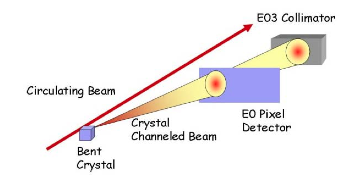 E03 Collimator
Circulating Beam
Crystal
Channeled Beam
E0 Pixel
Detector
Bent
Crystal